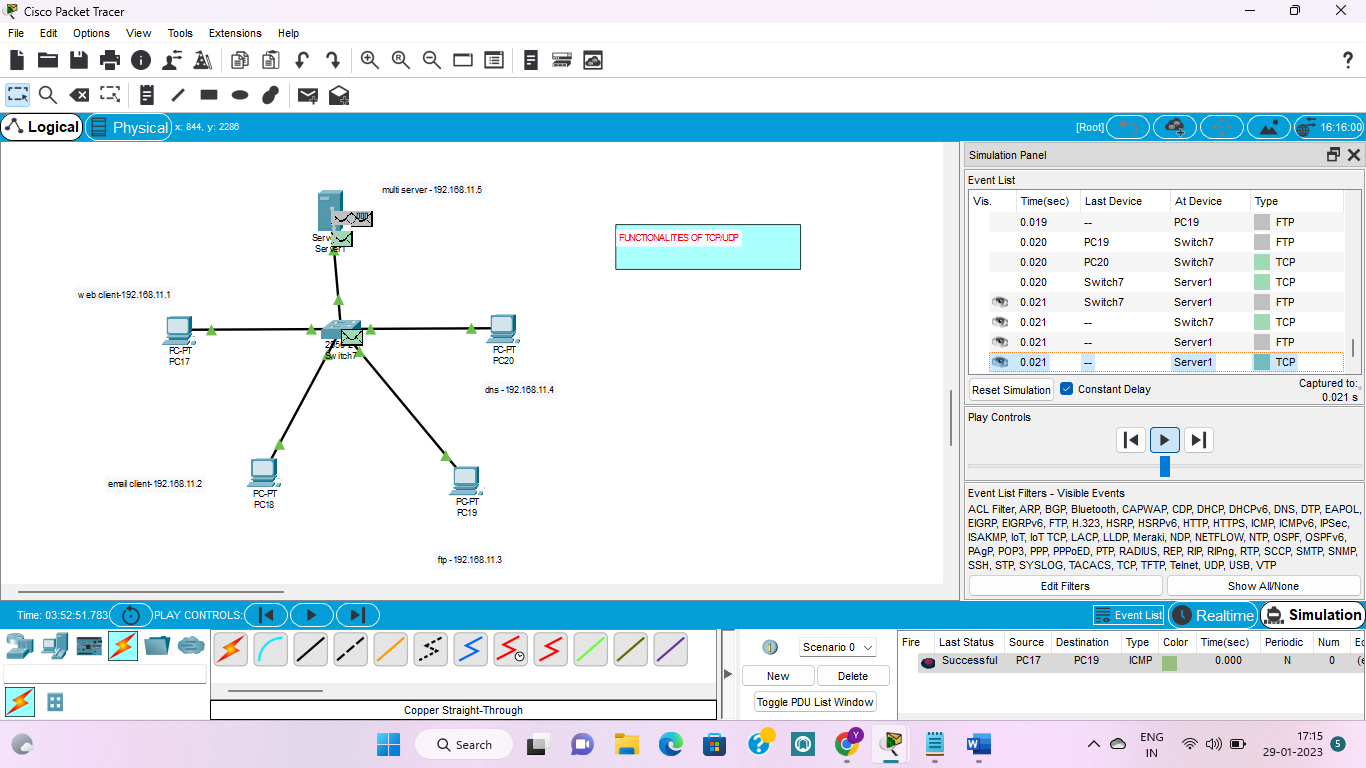 Cisco Packet Tracer
File Edit Options View Tools Extensions Help
Logical Physical x: 844, y: 2286 [Root] 16:16:00
multi server - 192.168.11.5
Server1
FUNCTIONALITIES OF TCP/UDP
web client-192.168.11.1
PC-PT
PC17
Switch7
PC-PT
PC20
dns - 192.168.11.4
email client- 192.168.11.2
PC-PT
PC18
PC-PT
PC19
ftp - 192.168.11.3
Simulation Panel
Event List
Vis. Time(sec) Last Device At Device Type
0.019 -- PC19 FTP
0.020 PC19 Switch7 FTP
0.020 PC20 Switch7 TCP
0.020 Switch7 Server1 TCP
0.021 Switch7 Server1 FTP
0.021 -- Switch7 TCP
0.021 -- Server1 FTP
0.021 -- Server1 TCP
Reset Simulation Constant Delay Captured to:
0.021 s
Play Controls
Event List Filters - Visible Events
ACL Filter, ARP, BGP, Bluetooth, CAPWAP, CDP, DHCP, DHCPv6, DNS, DTP, EAPOL,
EIGRP, EIGRPv6, FTP, H.323, HSRP, HSRPv6, HTTP, HTTPS, ICMP, ICMPv6, IPSec,
ISAKMP, IoT, IoT TCP, LACP, LLDP, Meraki, NDP, NETFLOW, NTP, OSPF, OSPFv6,
PAgP, POP3, PPP, PPPoED, PTP, RADIUS, REP, RIP, RIPng, RTP, SCCP, SMTP, SNMP,
SSH, STP, SYSLOG, TACACS, TCP, TFTP, Telnet, UDP, USB, VTP
Edit Filters Show All/None
Time: 03:52:51.783 PLAY CONTROLS: Event List Realtime Simulation
Copper Straight-Through
Scenario 0
New Delete
Toggle PDU List Window
Fire Last Status Source Destination Type Color Time(sec) Periodic Num Ec
Successful PC17 PC19 ICMP 0.000 N 0 (e
Search
Y
ENG
IN
17:15
29-01-2023
5